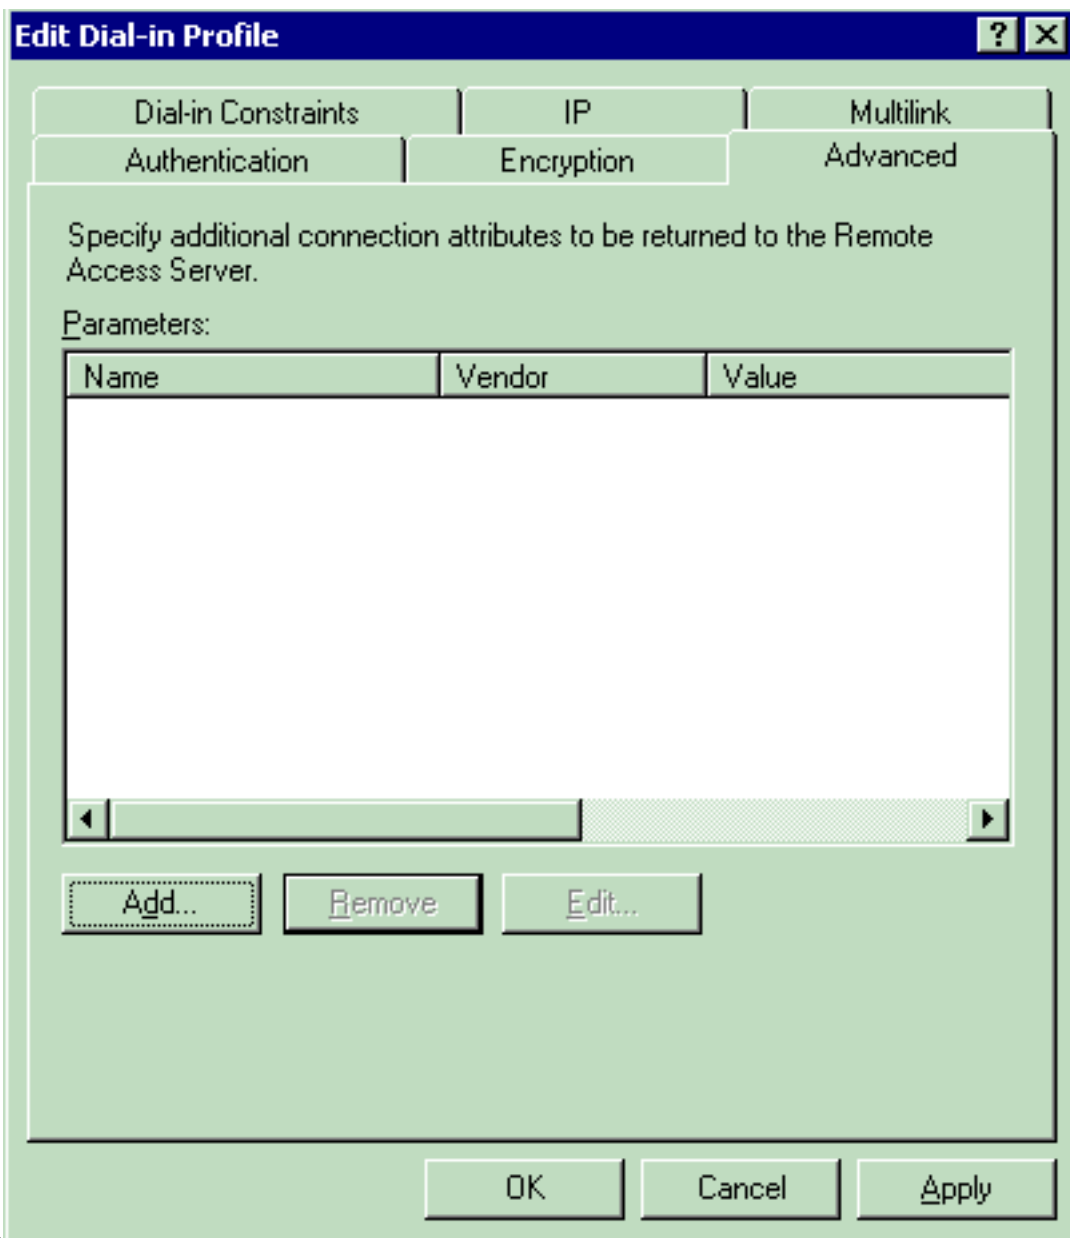 Edit Dial-in Profile
Dial-in Constraints IP Multilink
Authentication Encryption Advanced
Specify additional connection attributes to be returned to the Remote
Access Server.
Parameters:
Name Vendor Value
Add... Remove Edit...
OK Cancel Apply